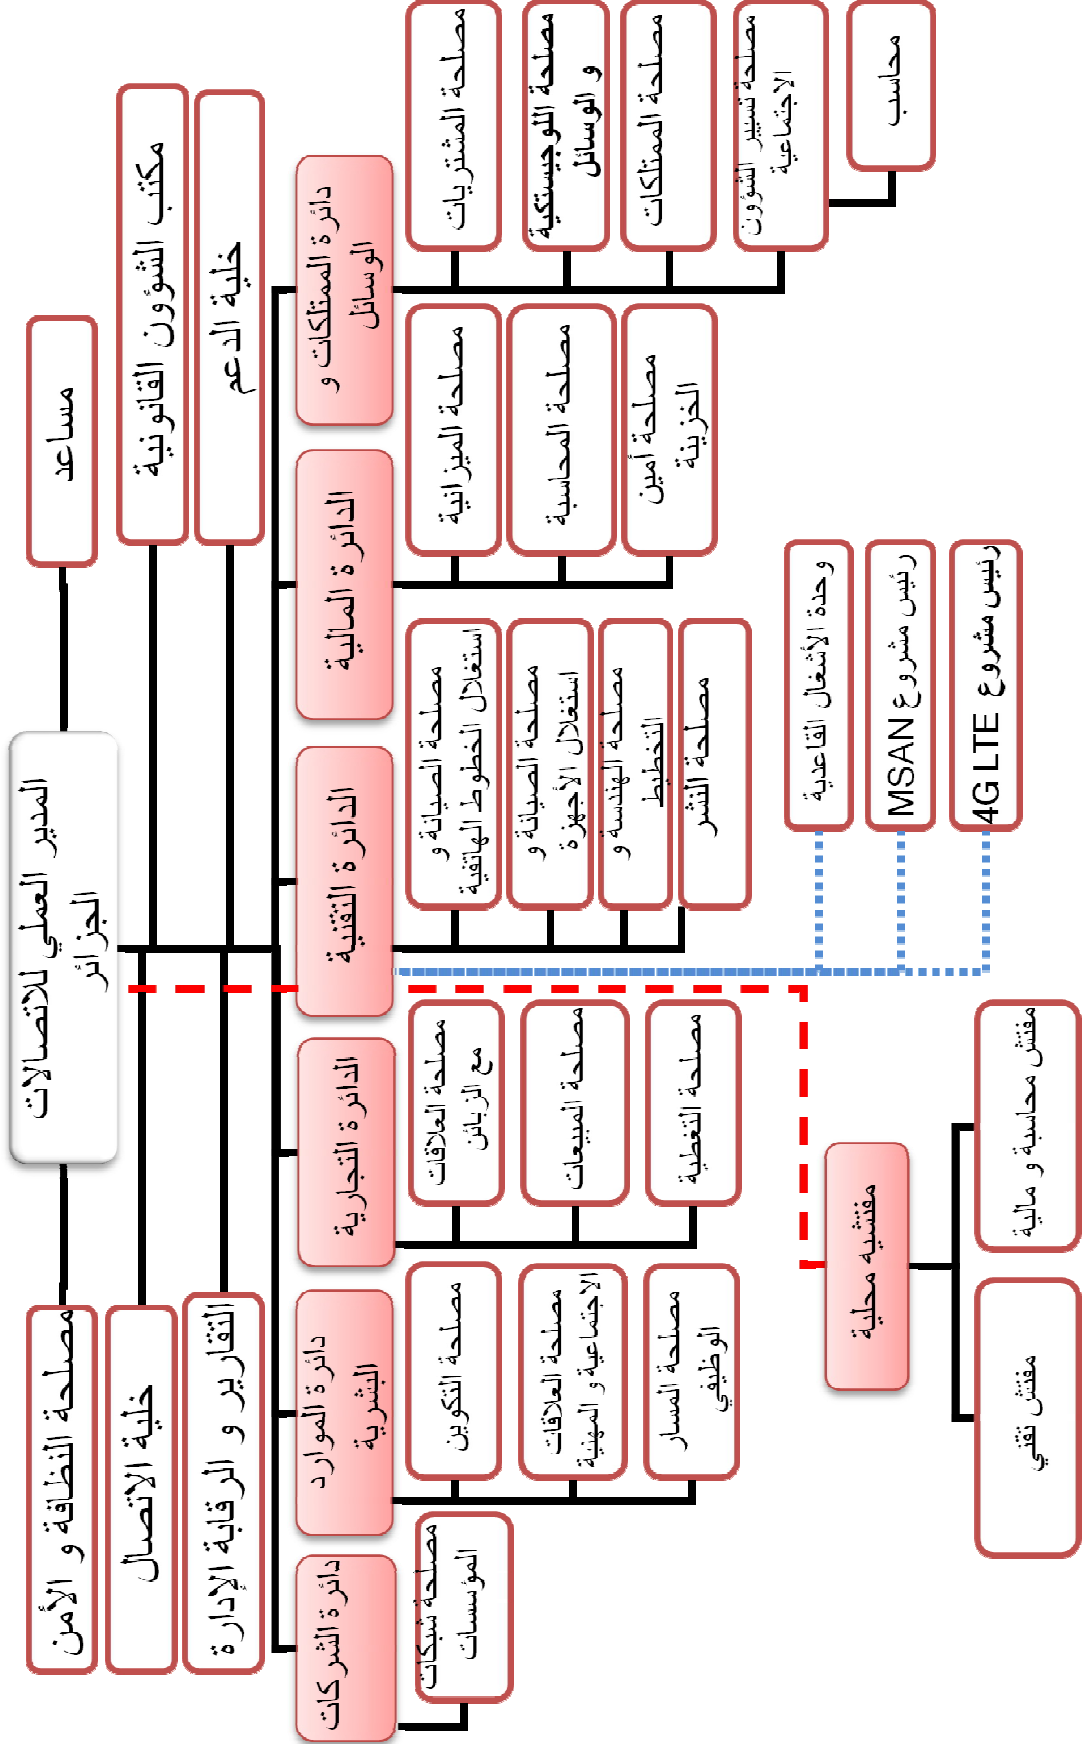 المدير العملي للاتصالات
الجزائر
مساعد
مصلحة النظافة و الأمن
مكتب الشؤون القانونية
خلية الاتصال
خلية الدعم
التقارير و الرقابة الإدارة
دائرة الممتلكات و
الوسائل
الدائرة المالية
الدائرة التقنية
الدائرة التجارية
دائرة الموارد
البشرية
دائرة الشركات
مصلحة المشتريات
مصلحة اللوجيستكية
و الوسائل
مصلحة الممتلكات
مصلحة تسيير الشؤون
الاجتماعية
محاسب
مصلحة الميزانية
مصلحة المحاسبة
مصلحة أمين
الخزينة
مصلحة الصيانة و
استغلال الخطوط الهاتفية
مصلحة الصيانة و
استغلال الأجهزة
مصلحة الهندسة و
التخطيط
مصلحة النشر
وحدة الأشغال القاعدية
رئيس مشروع MSAN
رئيس مشروع 4G LTE
مصلحة العلاقات
مع الزبائن
مصلحة المبيعات
مصلحة التغطية
مصلحة التكوين
مصلحة العلاقات
الاجتماعية و المهنية
مصلحة المسار
الوظيفي
مصلحة شبكات
المؤسسات
مفتشيه محلية
مفتش محاسبة و مالية
مفتش تقني